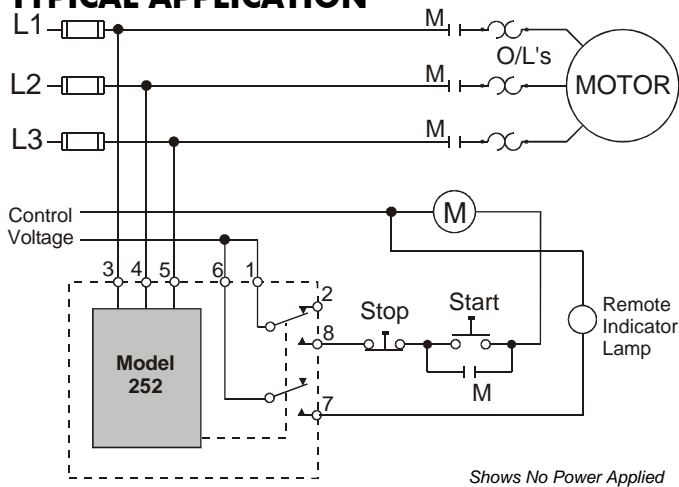 TYPICAL APPLICATION
L1
M
O/L's
L2
M
MOTOR
L3
M
Control
Voltage
M
3 4 5 6 1
2
Stop
Start
8
Remote
Indicator
Lamp
Model
252
M
7
Shows No Power Applied